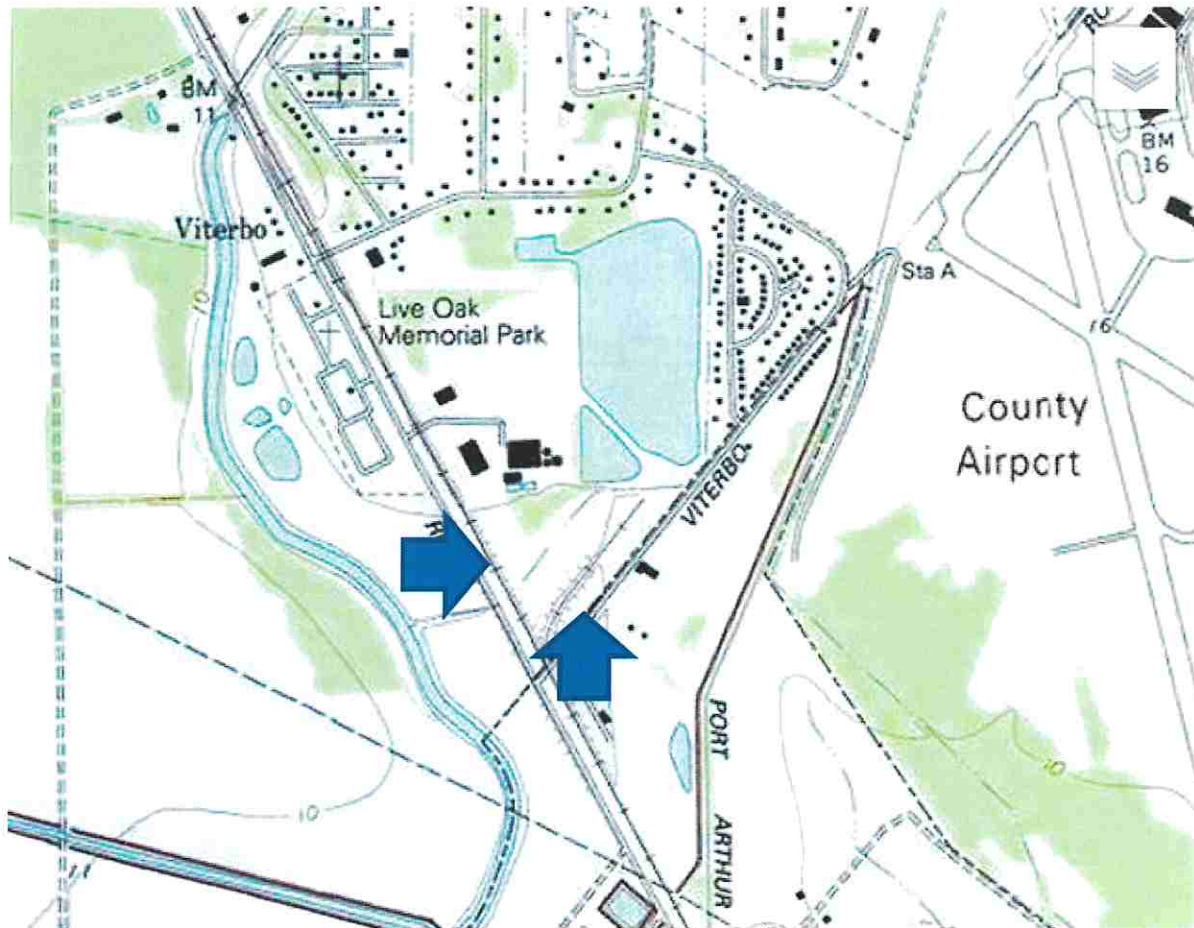 BM
11
BM
16
Viterbo
10
Sta A
Live Oak
Memorial Park
16
County
Airport
VITERBO
R
PORT
ARTHUR
10
10